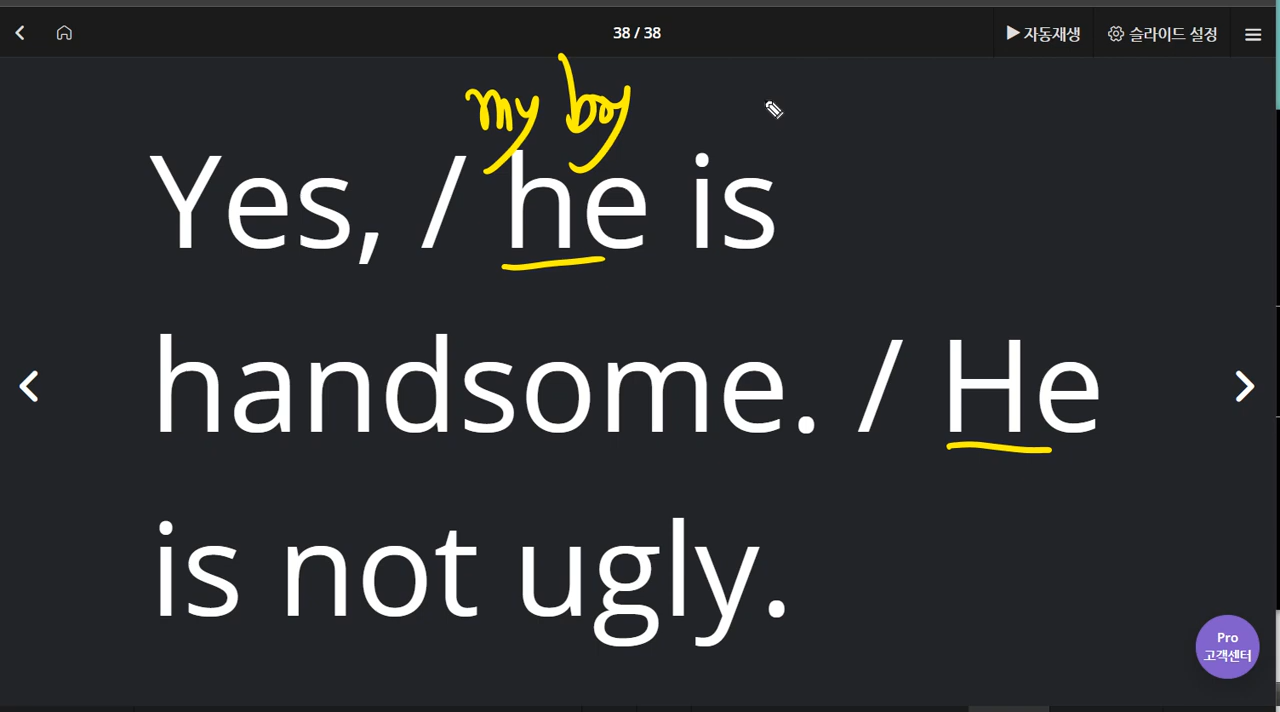 38 / 38
▶자동재생
슬라이드 설정
my boy
Yes, / he is
handsome. / He
is not ugly.
Pro
고객센터